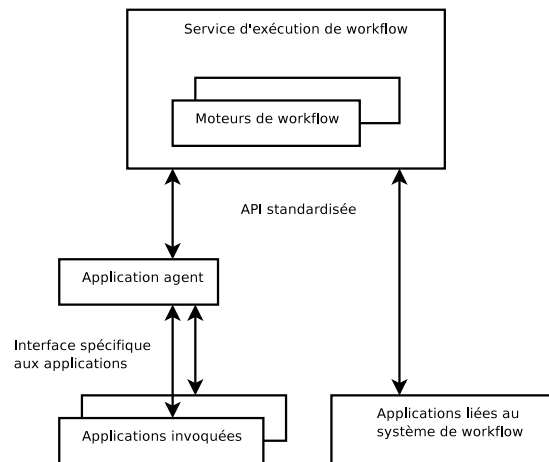 Service d'exécution de workflow
Moteurs de workflow
API standardisée
Application agent
Interface spécifique
aux applications
Applications invoquées
Applications liées au
système de workflow